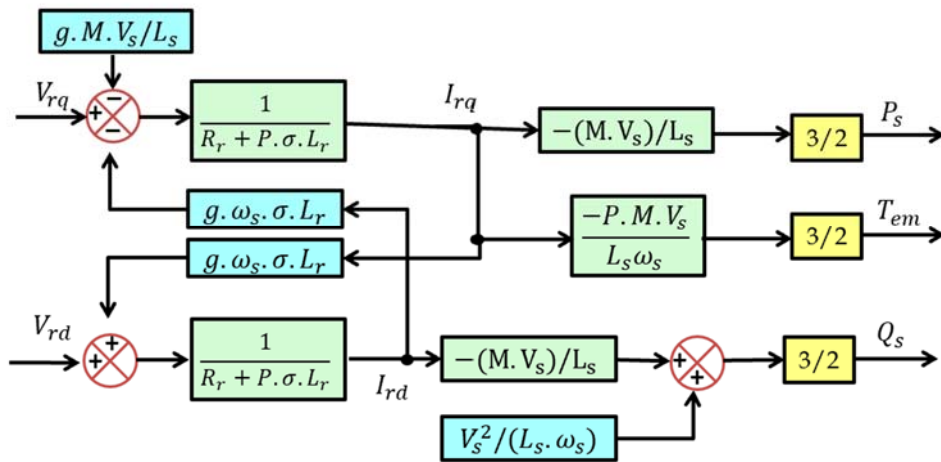 g.M.V_s/L_s
V_rq
+
−
−
1
R_r + P.σ.L_r
I_rq
-(M.V_s)/L_s
3/2
P_s
g.ω_s.σ.L_r
g.ω_s.σ.L_r
-P.M.V_s
L_sω_s
3/2
T_em
V_rd
+
+
1
R_r + P.σ.L_r
I_rd
-(M.V_s)/L_s
+
+
3/2
Q_s
V_s^2/(L_s.ω_s)